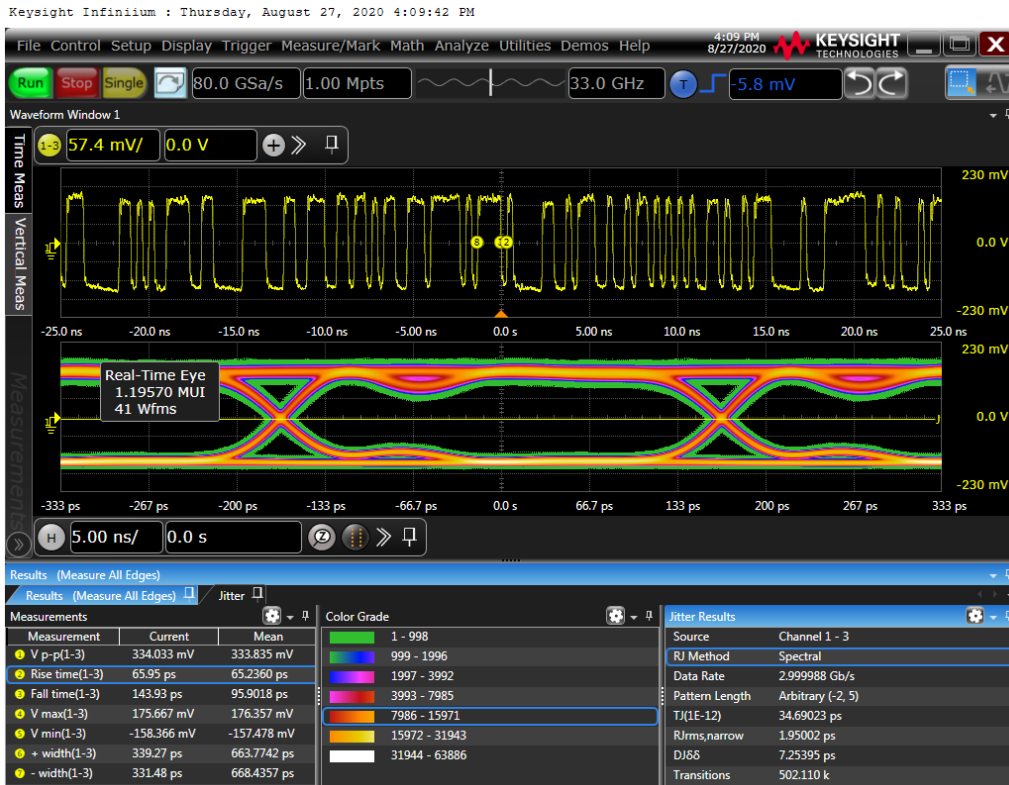 Keysight Infiniium : Thursday, August 27, 2020 4:09:42 PM
File Control Setup Display Trigger Measure/Mark Math Analyze Utilities Demos Help
4:09 PM
8/27/2020
KEYSIGHT
TECHNOLOGIES
Run Stop Single 80.0 GSa/s 1.00 Mpts 33.0 GHz T -5.8 mV
Waveform Window 1
Time Meas
Vertical Meas
Measurements
1-3 57.4 mV/ 0.0 V
230 mV
0.0 V
-230 mV
-25.0 ns -20.0 ns -15.0 ns -10.0 ns -5.00 ns 0.0 s 5.00 ns 10.0 ns 15.0 ns 20.0 ns 25.0 ns
230 mV
Real-Time Eye
1.19570 MUI
41 Wfms
0.0 V
-230 mV
-333 ps -267 ps -200 ps -133 ps -66.7 ps 0.0 s 66.7 ps 133 ps 200 ps 267 ps 333 ps
H 5.00 ns/ 0.0 s
Results (Measure All Edges)
Results (Measure All Edges) Jitter
Measurements
Measurement Current Mean
1 V p-p(1-3) 334.033 mV 333.835 mV
2 Rise time(1-3) 65.95 ps 65.2360 ps
3 Fall time(1-3) 143.93 ps 95.9018 ps
4 V max(1-3) 175.667 mV 176.357 mV
5 V min(1-3) -158.366 mV -157.478 mV
6 + width(1-3) 339.27 ps 663.7742 ps
7 - width(1-3) 331.48 ps 668.4357 ps
Color Grade
1 - 998
999 - 1996
1997 - 3992
3993 - 7985
7986 - 15971
15972 - 31943
31944 - 63886
Jitter Results
Source Channel 1 - 3
RJ Method Spectral
Data Rate 2.999988 Gb/s
Pattern Length Arbitrary (-2, 5)
TJ(1E-12) 34.69023 ps
RJrms,narrow 1.95002 ps
DJδδ 7.25395 ps
Transitions 502.110 k